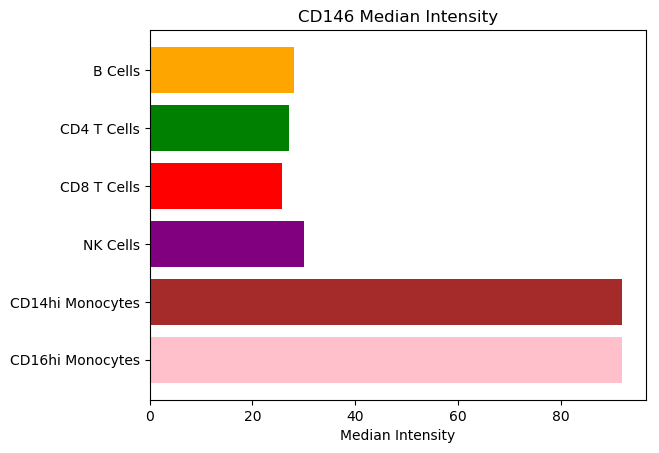 CD146 Median Intensity
B Cells
CD4 T Cells
CD8 T Cells
NK Cells
CD14hi Monocytes
CD16hi Monocytes
0 20 40 60 80
Median Intensity